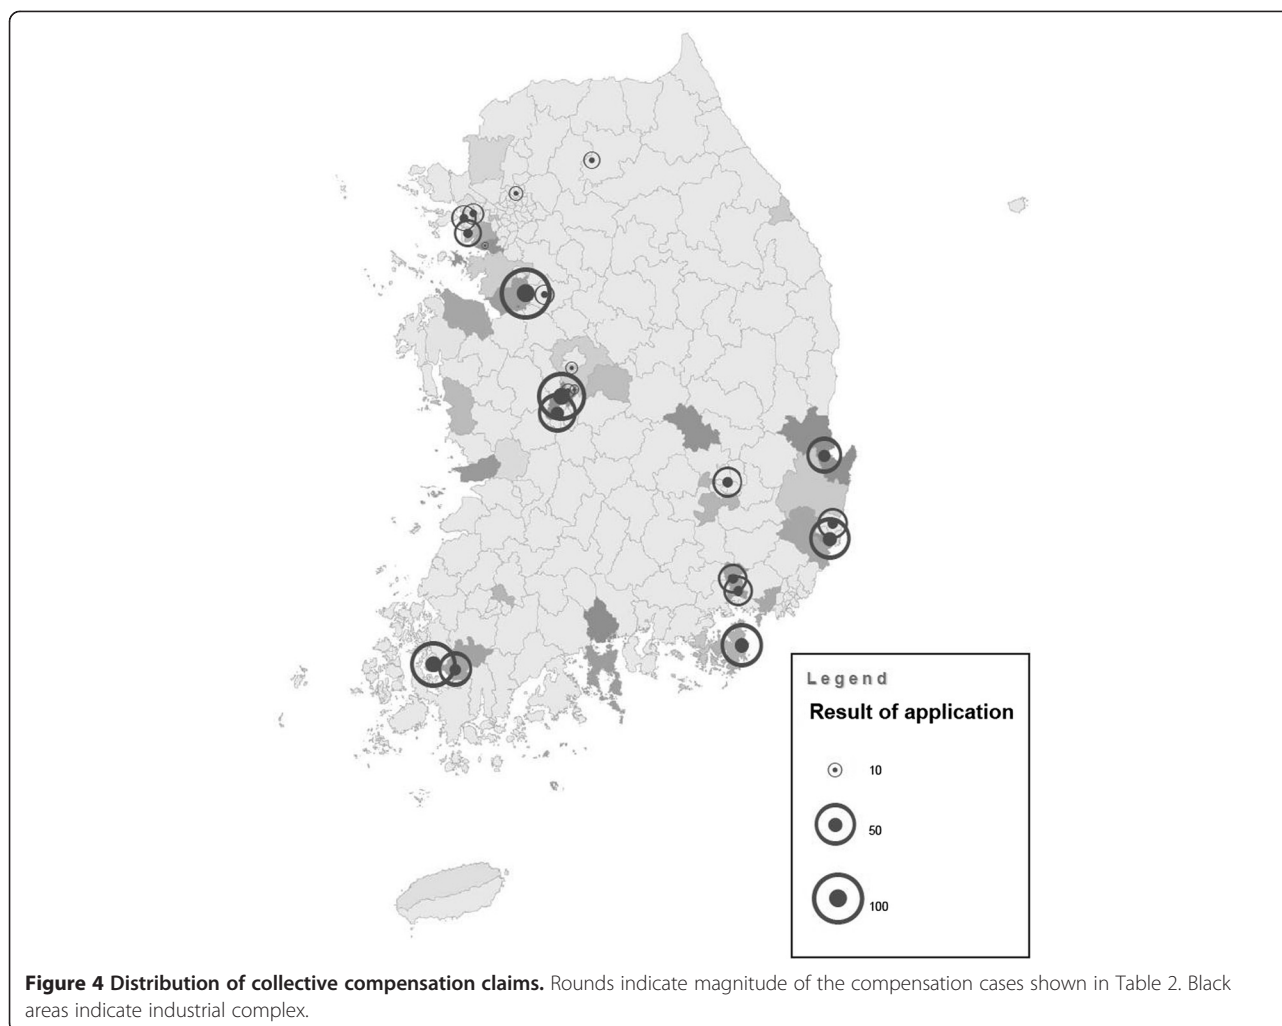 Legend
Result of application
10
50
100
Figure 4 Distribution of collective compensation claims. Rounds indicate magnitude of the compensation cases shown in Table 2. Black
areas indicate industrial complex.